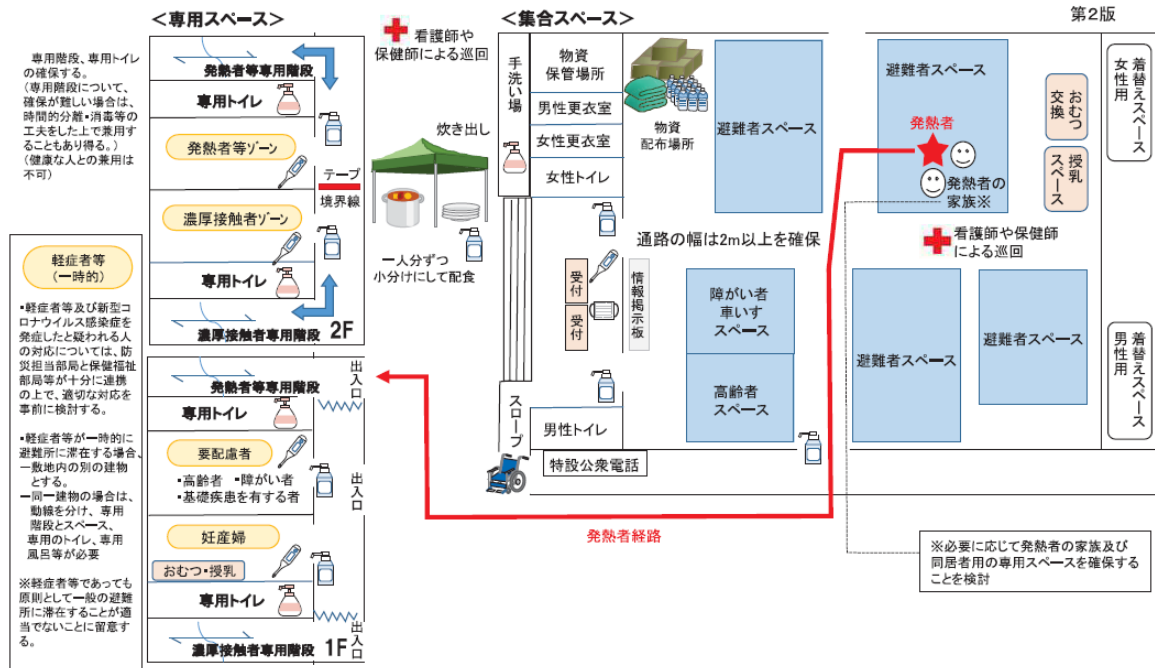 第2版
<専用スペース>
専用階段、専用トイレ
の確保する。
(専用階段について、
確保が難しい場合は、
時間的分離・消毒等の
工夫をした上で兼用す
ることもあり得る。)
(健康な人との兼用は
不可)
発熱者等専用階段
専用トイレ
発熱者等ゾーン
テープ
境界線
濃厚接触者ゾーン
専用トイレ
濃厚接触者専用階段
2F
軽症者等
(一時的)
・軽症者等及び新型コ
ロナウイルス感染症を
発症したと疑われる人
の対応については、防
災担当部局と保健福祉
部局等が十分に連携
の上で、適切な対応を
事前に検討する。
・軽症者等が一時的に
避難所に滞在する場合、
―敷地内の別の建物
とする。
―同一建物の場合は、
動線を分け、専用
階段とスペース、
専用のトイレ、専用
風呂等が必要
※軽症者等であっても
原則として一般の避難
所に滞在することが適
当でないことに留意す
る。
出入口
発熱者等専用階段
専用トイレ
要配慮者
・高齢者 ・障がい者
・基礎疾患を有する者
出入口
妊産婦
おむつ・授乳
専用トイレ
出入口
濃厚接触者専用階段
1F
看護師や
保健師による巡回
炊き出し
一人分ずつ
小分けにして配食
<集合スペース>
手洗い場
物資
保管場所
男性更衣室
女性更衣室
女性トイレ
物資
配布場所
避難者スペース
避難者スペース
発熱者
発熱者の
家族※
おむつ
交換
授乳
スペース
着替えスペース
女性用
通路の幅は2m以上を確保
看護師や保健師
による巡回
受付
受付
情報掲示板
障がい者
車いす
スペース
高齢者
スペース
避難者スペース
避難者スペース
着替えスペース
男性用
スロープ
男性トイレ
特設公衆電話
発熱者経路
※必要に応じて発熱者の家族及び
同居者用の専用スペースを確保する
ことを検討